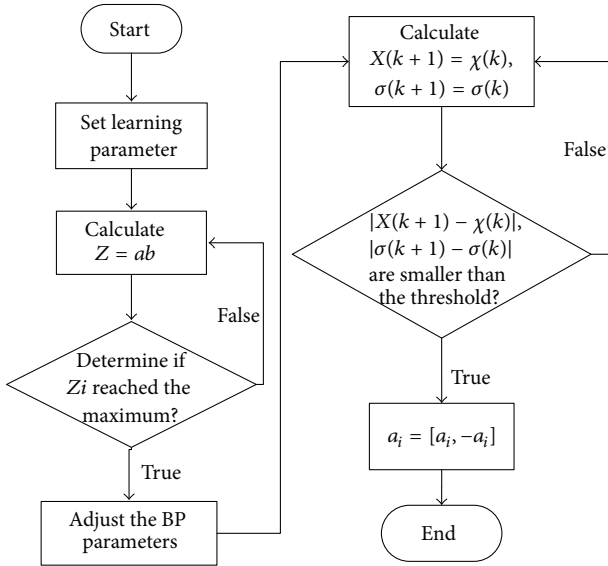 Start
Set learning
parameter
Calculate
Z = ab
False
Determine if
Zi reached the
maximum?
True
Adjust the BP
parameters
Calculate
X(k + 1) = χ(k),
σ(k + 1) = σ(k)
False
|X(k + 1) − χ(k)|,
|σ(k + 1) − σ(k)|
are smaller than
the threshold?
True
aᵢ = [aᵢ, −aᵢ]
End